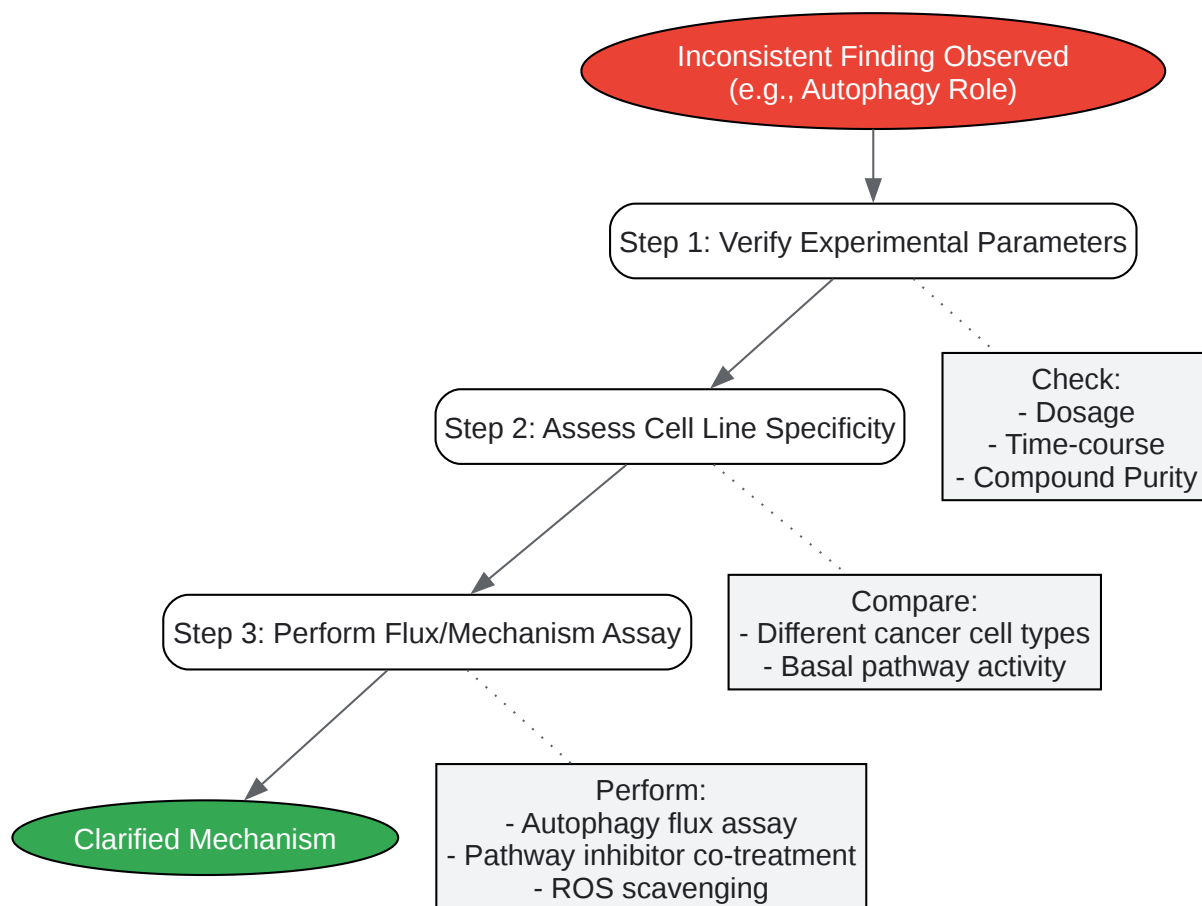 Inconsistent Finding Observed
(e.g., Autophagy Role)
Step 1: Verify Experimental Parameters
Check:
- Dosage
- Time-course
- Compound Purity
Step 2: Assess Cell Line Specificity
Compare:
- Different cancer cell types
- Basal pathway activity
Step 3: Perform Flux/Mechanism Assay
Perform:
- Autophagy flux assay
- Pathway inhibitor co-treatment
- ROS scavenging
Clarified Mechanism